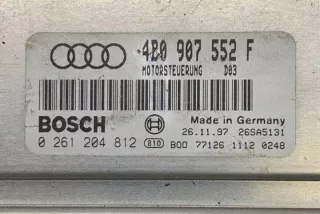 4B0 907 552 F
MOTORSTEUERUNG D03
BOSCH
Made in Germany
26.11.97 26SA5131
0 261 204 812 810 B00 77126 1112 0248